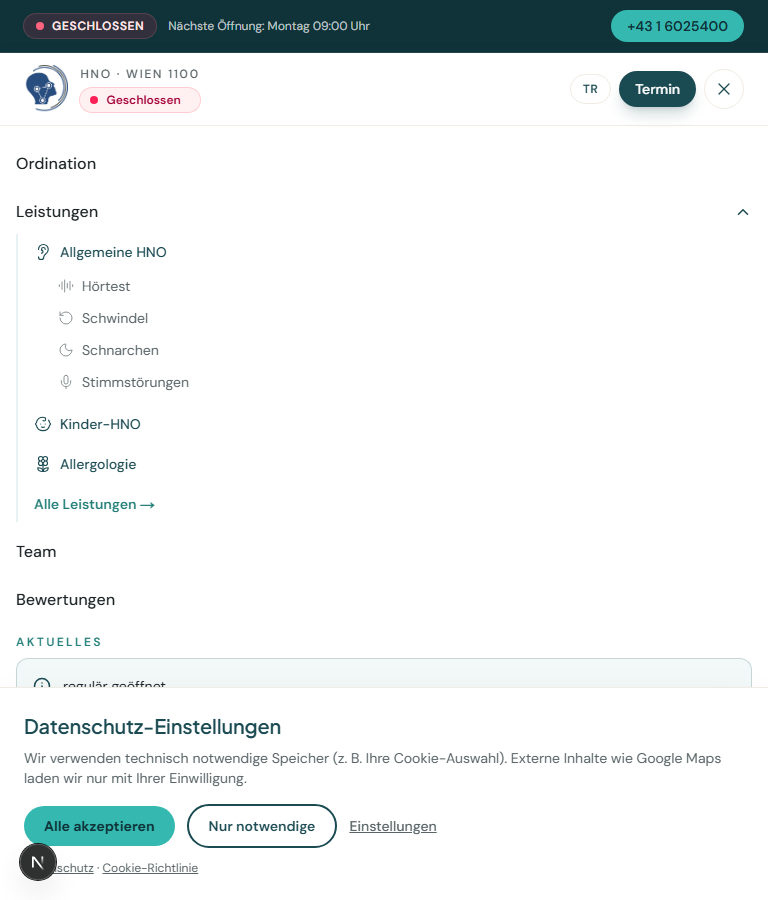 GESCHLOSSEN Nächste Öffnung: Montag 09:00 Uhr +43 1 6025400
HNO · WIEN 1100
Geschlossen
TR Termin
Ordination
Leistungen
Allgemeine HNO
Hörtest
Schwindel
Schnarchen
Stimmstörungen
Kinder-HNO
Allergologie
Alle Leistungen →
Team
Bewertungen
AKTUELLES
regulär geöffnet
Datenschutz-Einstellungen
Wir verwenden technisch notwendige Speicher (z. B. Ihre Cookie-Auswahl). Externe Inhalte wie Google Maps
laden wir nur mit Ihrer Einwilligung.
Alle akzeptieren Nur notwendige Einstellungen
N schutz · Cookie-Richtlinie